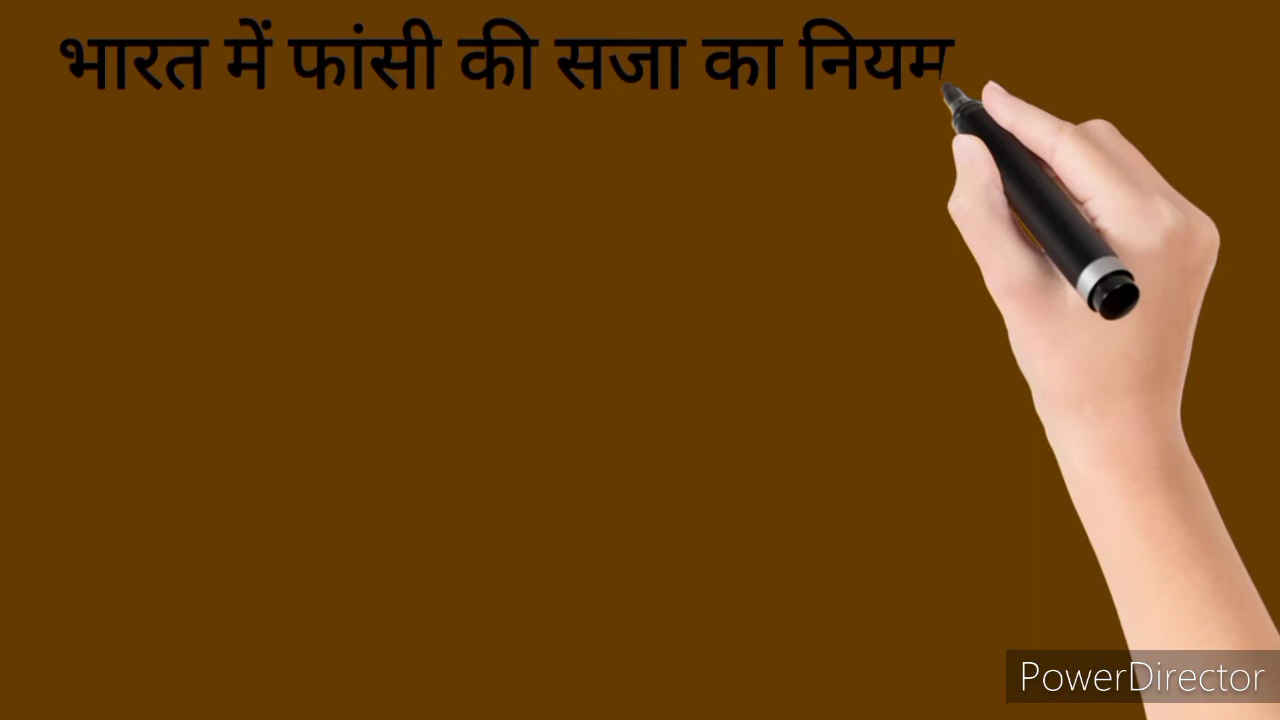 भारत में फांसी की सजा का नियम
PowerDirector